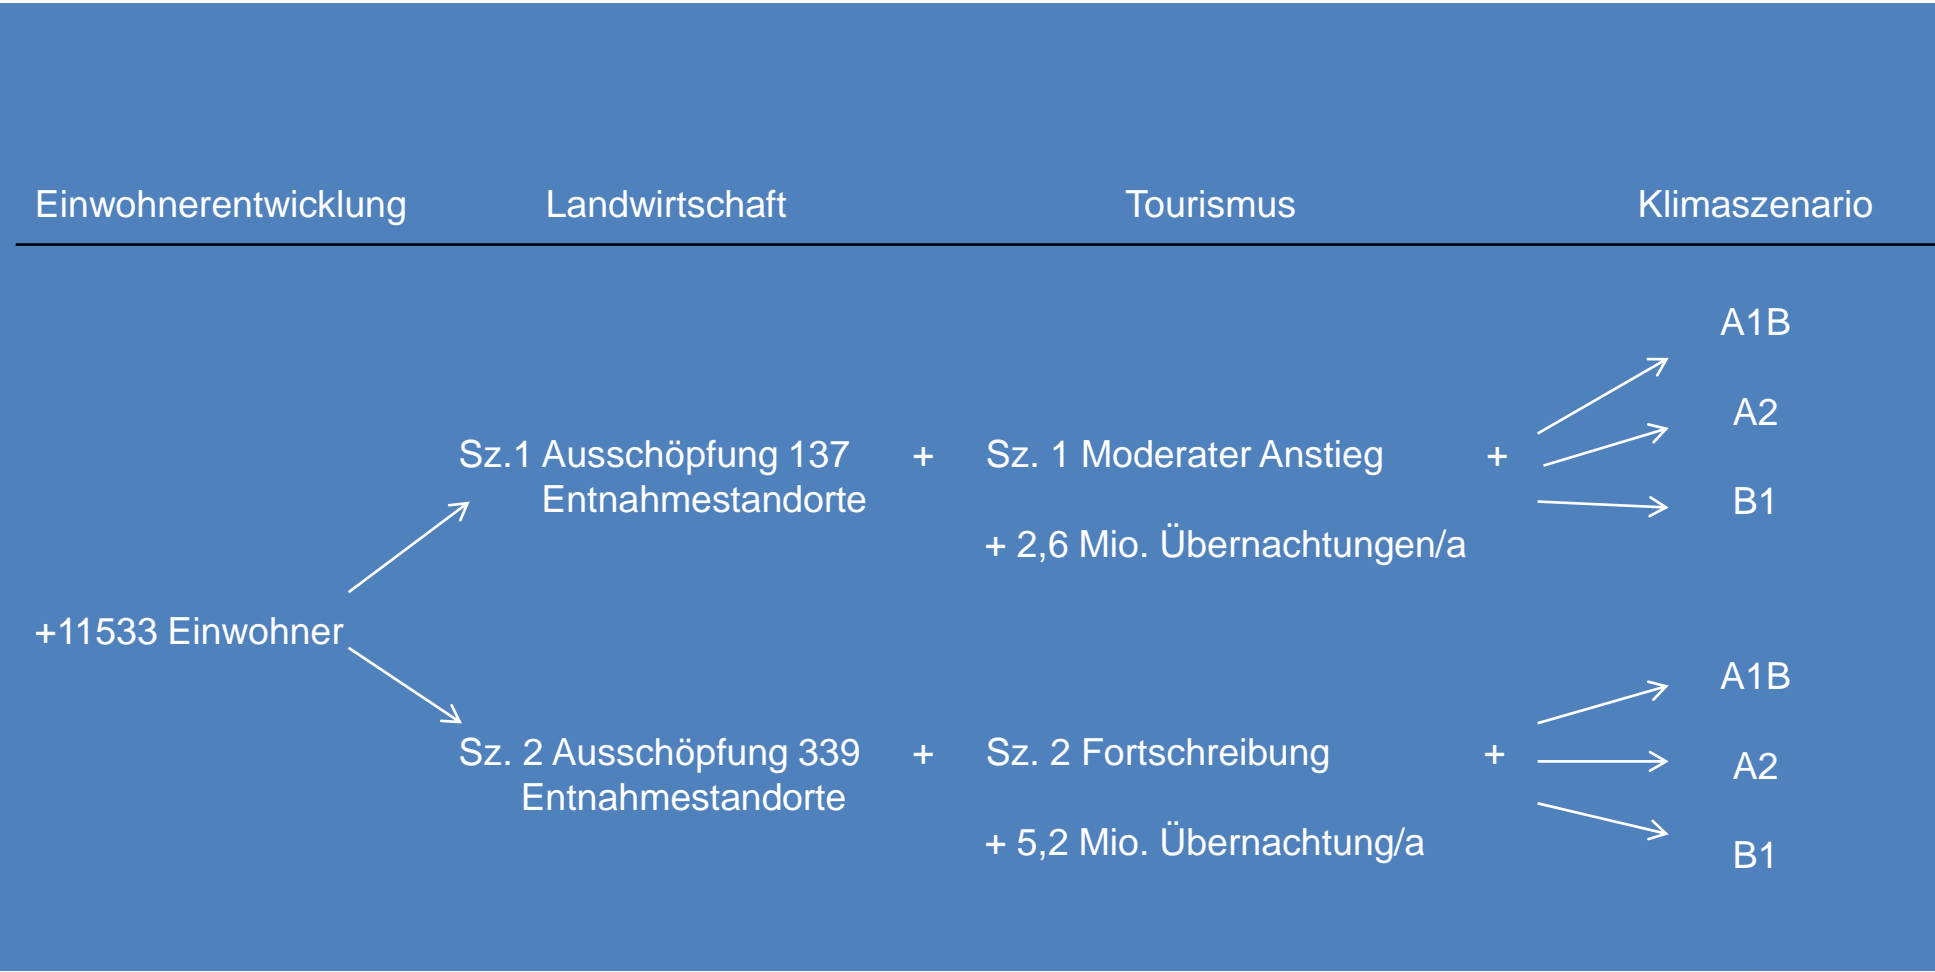 Einwohnerentwicklung Landwirtschaft Tourismus Klimaszenario
A1B
A2
Sz.1 Ausschöpfung 137 + Sz. 1 Moderater Anstieg +
Entnahmestandorte B1
+ 2,6 Mio. Übernachtungen/a
+11533 Einwohner
A1B
Sz. 2 Ausschöpfung 339 + Sz. 2 Fortschreibung + A2
Entnahmestandorte
+ 5,2 Mio. Übernachtung/a
B1